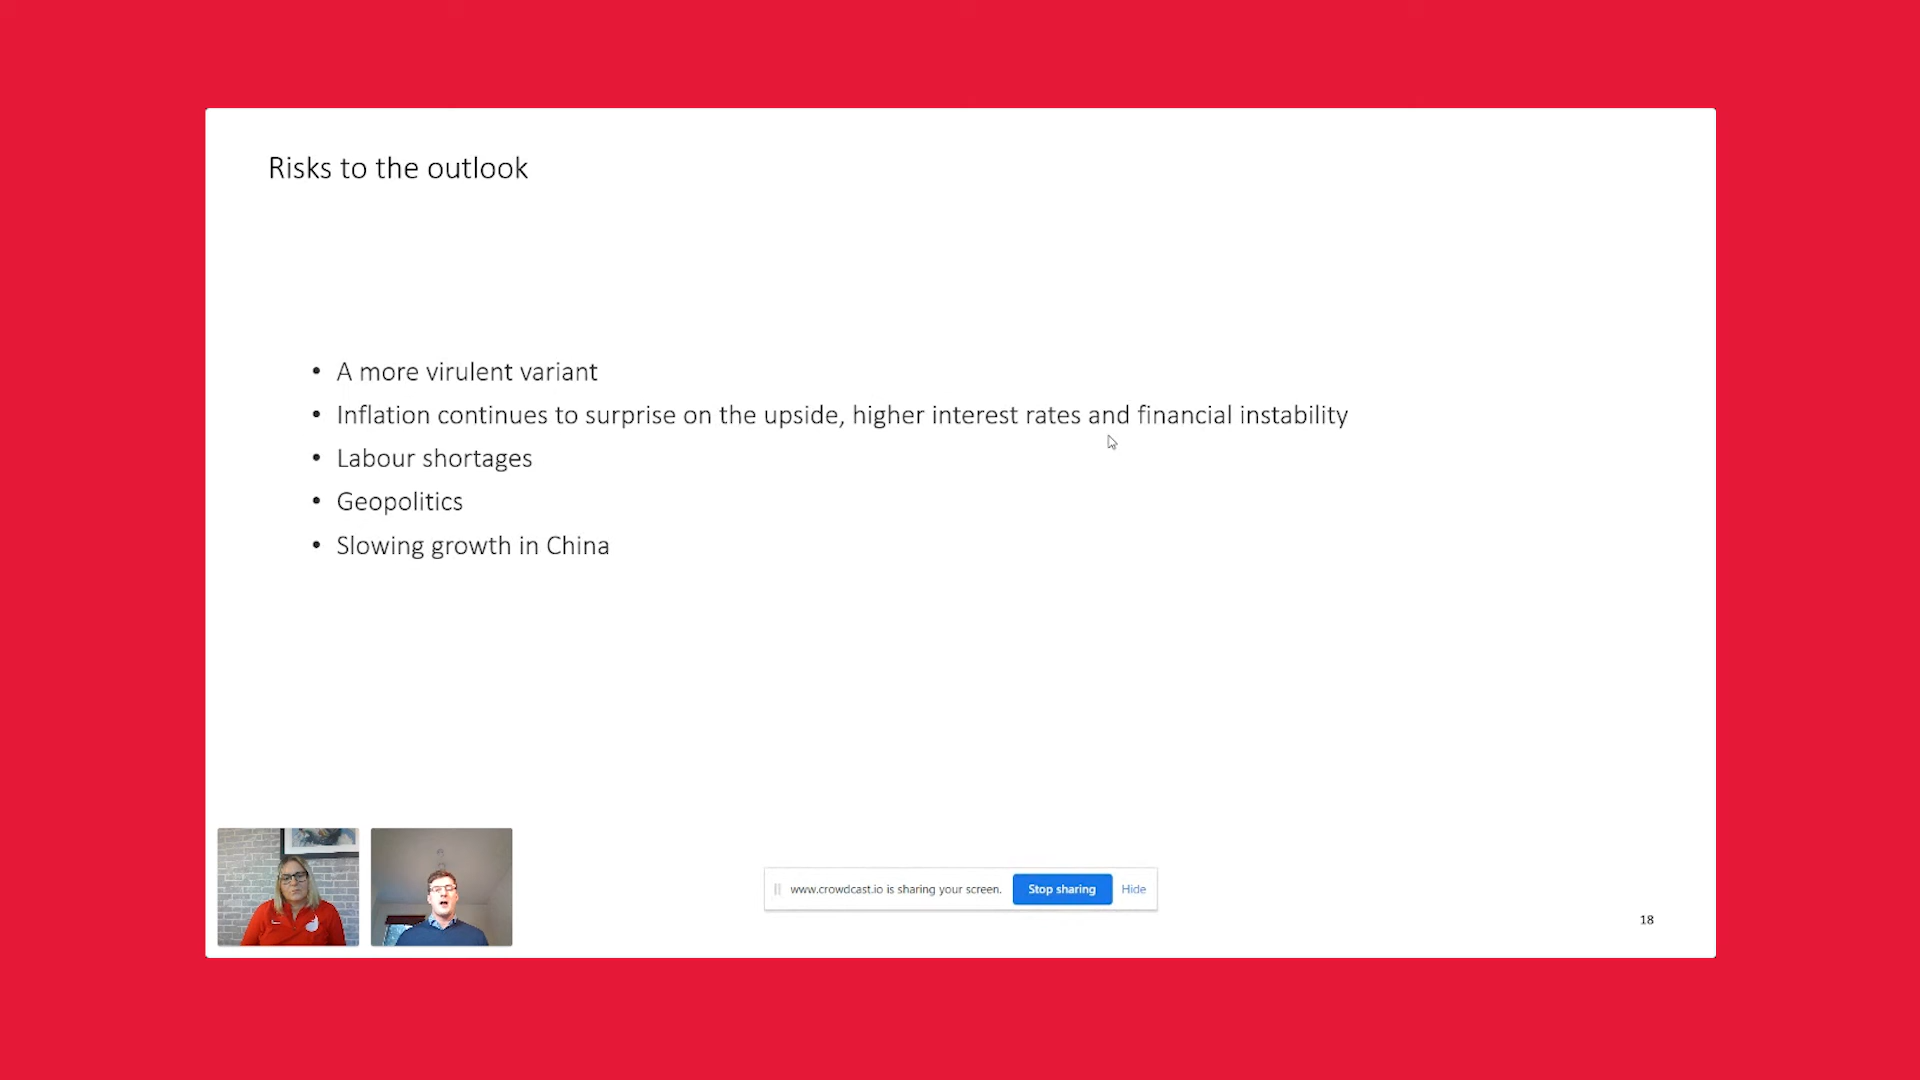 Risks to the outlook
• A more virulent variant
• Inflation continues to surprise on the upside, higher interest rates and financial instability
• Labour shortages
• Geopolitics
• Slowing growth in China
www.crowdcast.io is sharing your screen. Stop sharing Hide
18